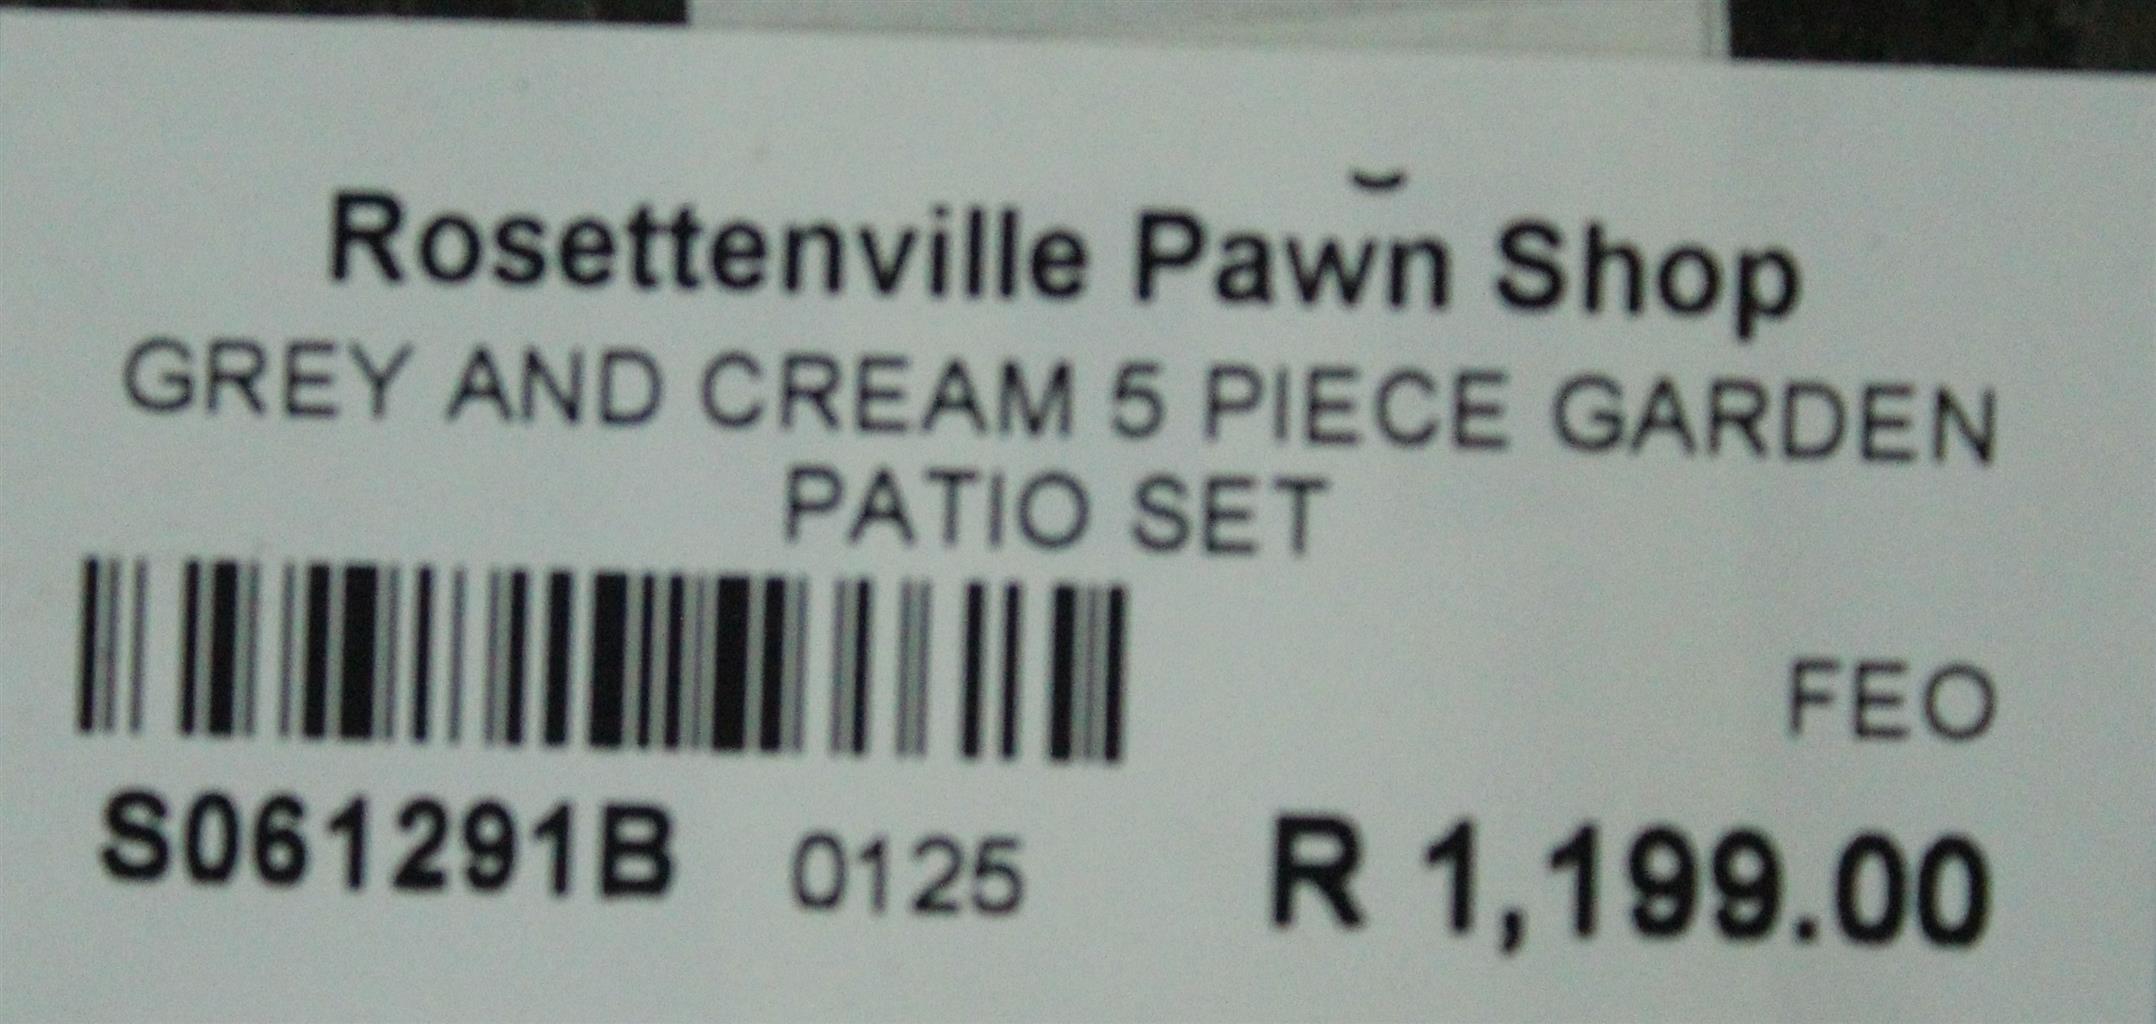 Rosettenville Pawn Shop
GREY AND CREAM 5 PIECE GARDEN
PATIO SET
FEO
S061291B 0125 R 1,199.00